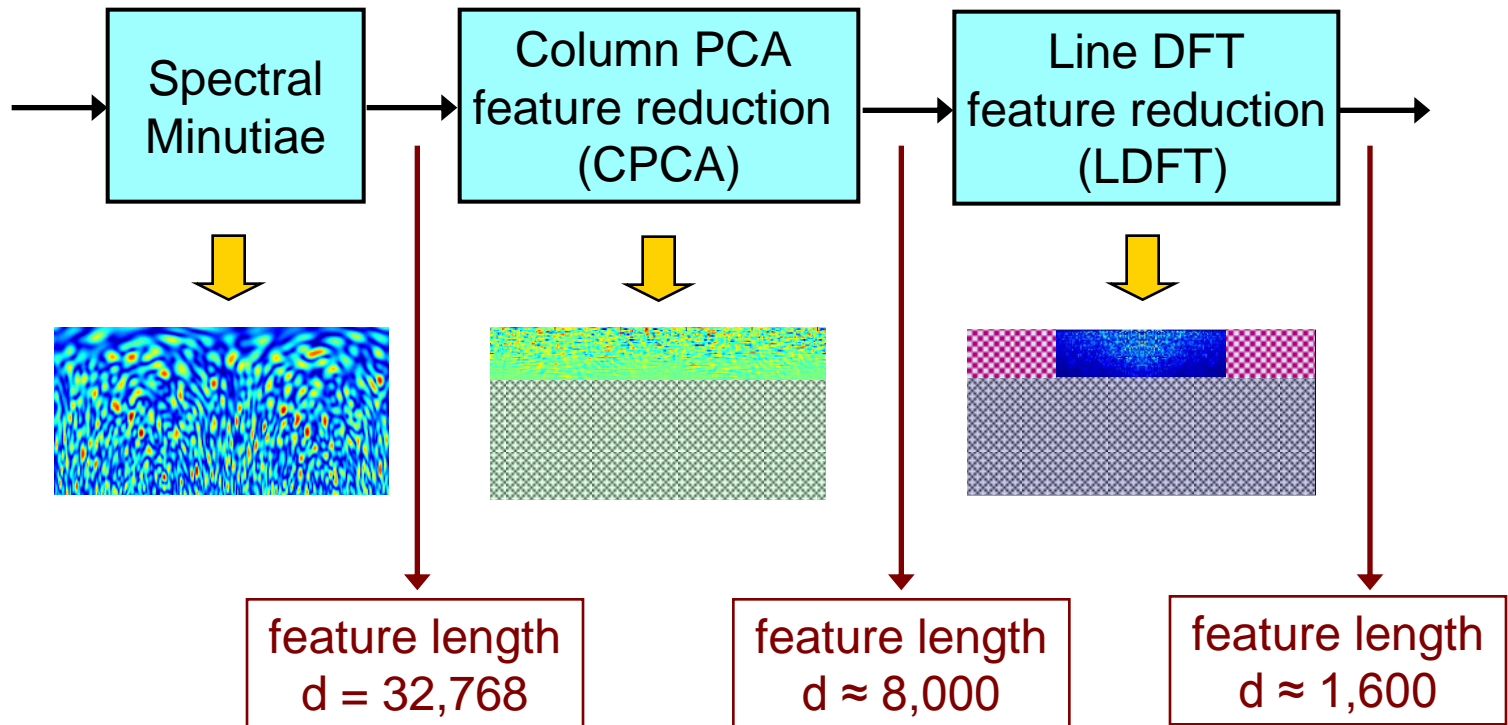 Spectral
Minutiae
Column PCA
feature reduction
(CPCA)
Line DFT
feature reduction
(LDFT)
feature length
d = 32,768
feature length
d ≈ 8,000
feature length
d ≈ 1,600